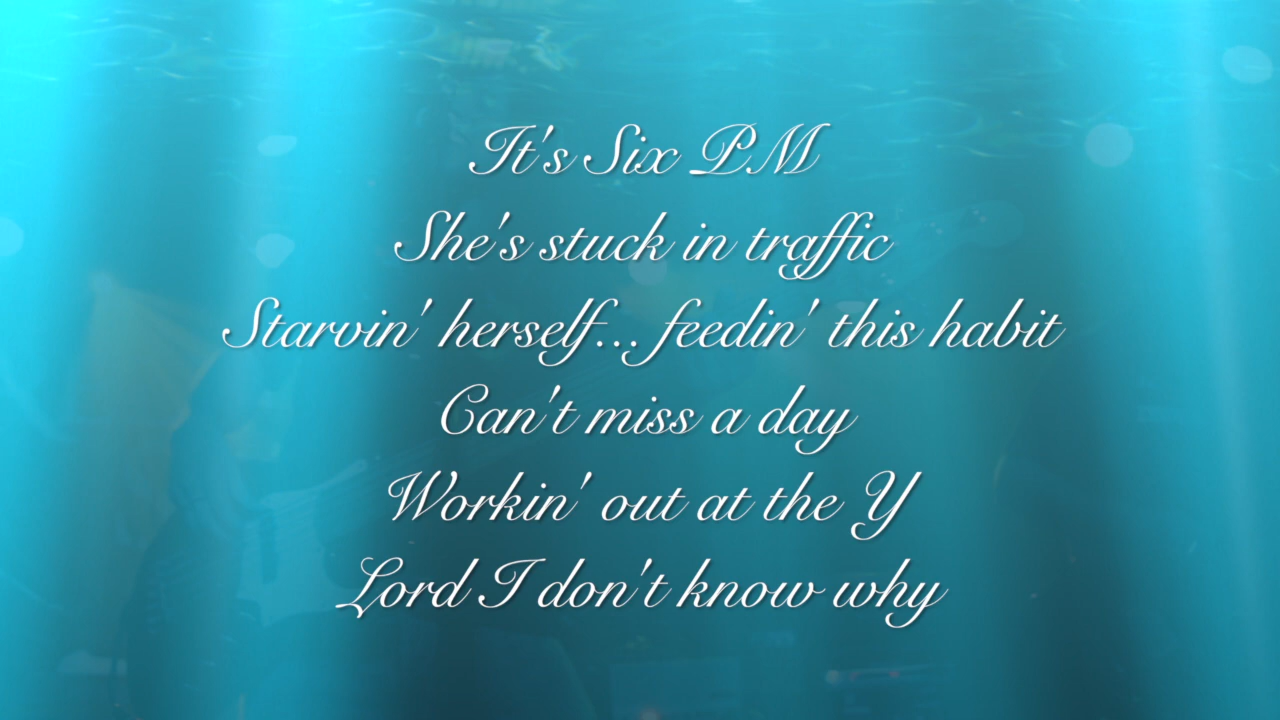 It's Six PM
She's stuck in traffic
Starvin' herself... feedin' this habit
Can't miss a day
Workin' out at the Y
Lord I don't know why